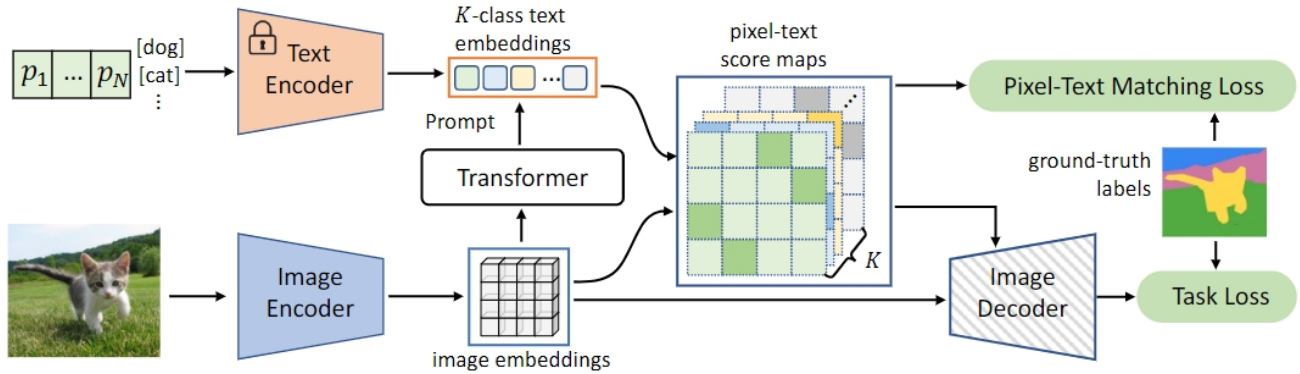 p₁ ... p_N
[dog]
[cat]
⋮
Text
Encoder
K-class text
embeddings
...
Prompt
Transformer
Image
Encoder
image embeddings
pixel-text
score maps
...
K
Pixel-Text Matching Loss
ground-truth
labels
Image
Decoder
Task Loss